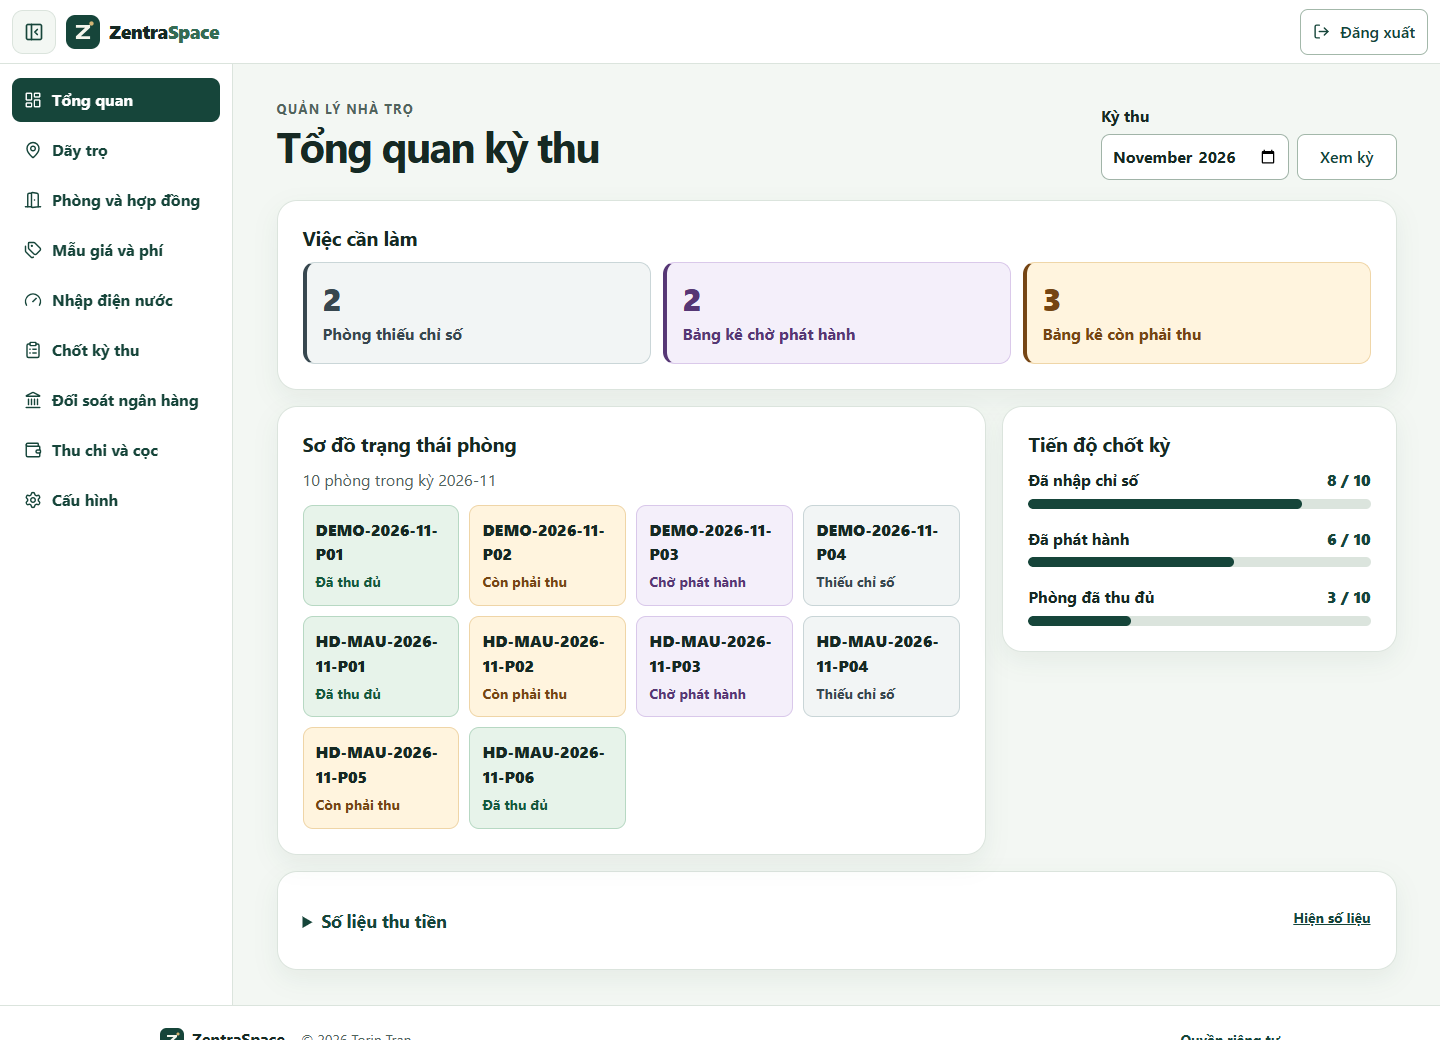 ZentraSpace
Đăng xuất
Tổng quan
Dãy trọ
Phòng và hợp đồng
Mẫu giá và phí
Nhập điện nước
Chốt kỳ thu
Đối soát ngân hàng
Thu chi và cọc
Cấu hình
QUẢN LÝ NHÀ TRỌ
Tổng quan kỳ thu
Kỳ thu
November 2026
Xem kỳ
Việc cần làm
2
Phòng thiếu chỉ số
2
Bảng kê chờ phát hành
3
Bảng kê còn phải thu
Sơ đồ trạng thái phòng
10 phòng trong kỳ 2026-11
DEMO-2026-11-
P01
Đã thu đủ
DEMO-2026-11-
P02
Còn phải thu
DEMO-2026-11-
P03
Chờ phát hành
DEMO-2026-11-
P04
Thiếu chỉ số
HD-MAU-2026-
11-P01
Đã thu đủ
HD-MAU-2026-
11-P02
Còn phải thu
HD-MAU-2026-
11-P03
Chờ phát hành
HD-MAU-2026-
11-P04
Thiếu chỉ số
HD-MAU-2026-
11-P05
Còn phải thu
HD-MAU-2026-
11-P06
Đã thu đủ
Tiến độ chốt kỳ
Đã nhập chỉ số 8 / 10
Đã phát hành 6 / 10
Phòng đã thu đủ 3 / 10
Số liệu thu tiền
Hiện số liệu
ZentraSpace © 2026 Torin Tran
Quyền riêng tư